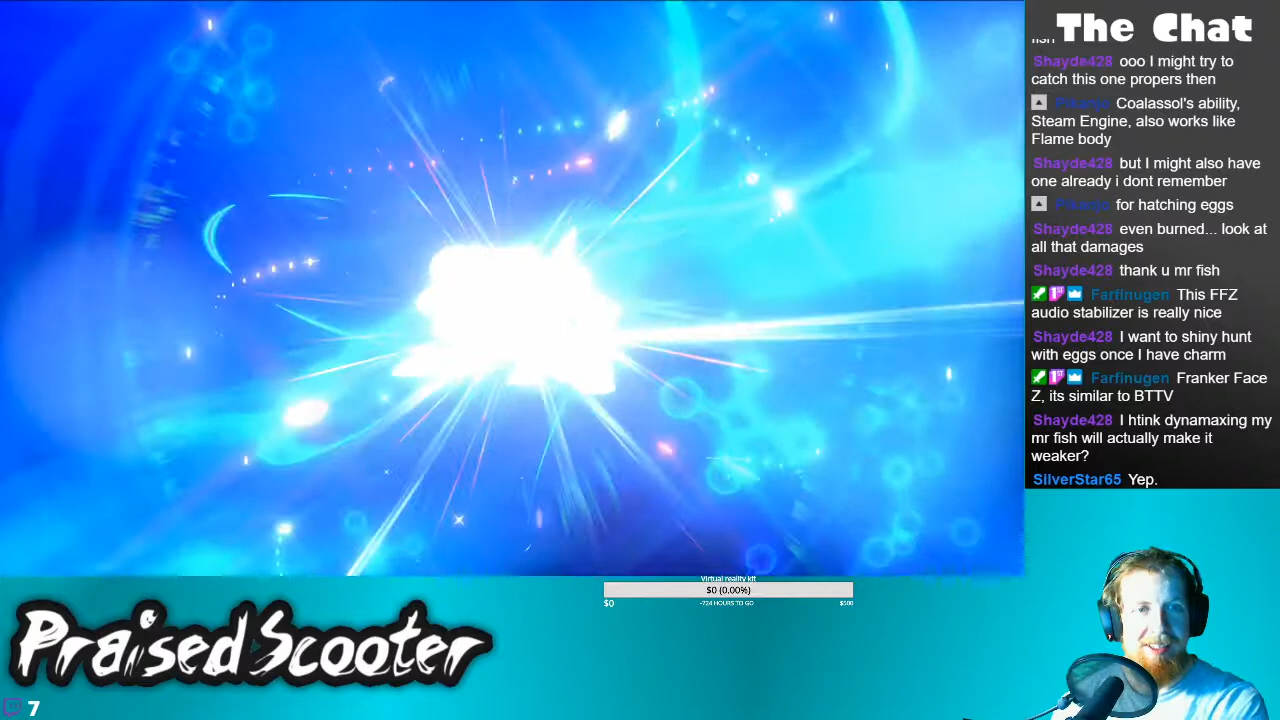 The Chat
Shayde428 ooo I might try to
catch this one propers then
Coalassol's ability,
Steam Engine, also works like
Flame body
Shayde428 but I might also have
one already i dont remember
for hatching eggs
Shayde428 even burned... look at
all that damages
Shayde428 thank u mr fish
Farfinugen This FFZ
audio stabilizer is really nice
Shayde428 I want to shiny hunt
with eggs once I have charm
Farfinugen Franker Face
Z, its similar to BTTV
Shayde428 I htink dynamaxing my
mr fish will actually make it
weaker?
SilverStar65 Yep.
Virtual reality kit
$0 (0.00%)
$0 -724 HOURS TO GO $500
PraisedScooter
7